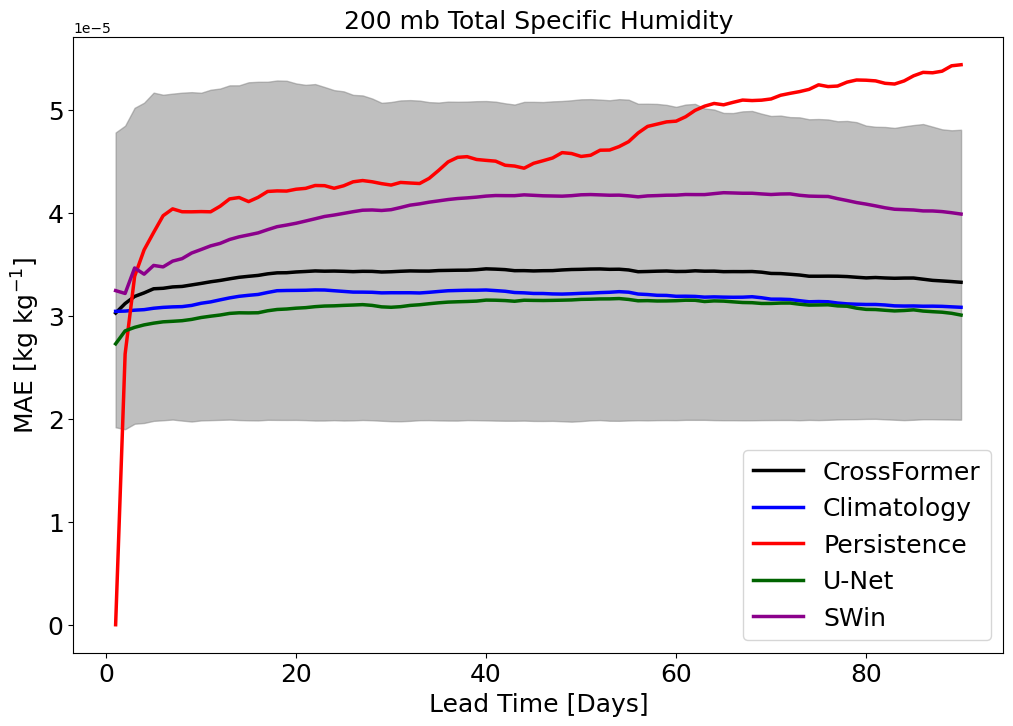 200 mb Total Specific Humidity
1e−5
5
4
3
2
1
0
MAE [kg kg⁻¹]
0 20 40 60 80
Lead Time [Days]
CrossFormer
Climatology
Persistence
U-Net
SWin